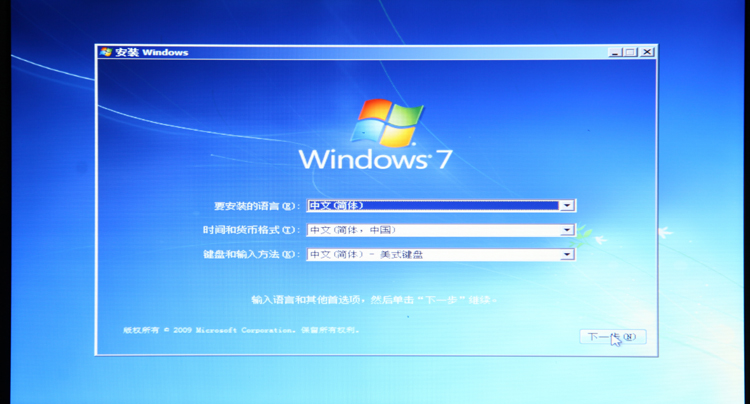 安装 Windows
Windows 7
要安装的语言(E): 中文(简体)
时间和货币格式(T): 中文(简体，中国)
键盘和输入方法(K): 中文(简体) - 美式键盘
输入语言和其他首选项，然后单击“下一步”继续。
版权所有 © 2009 Microsoft Corporation。保留所有权利。
下一步(N)